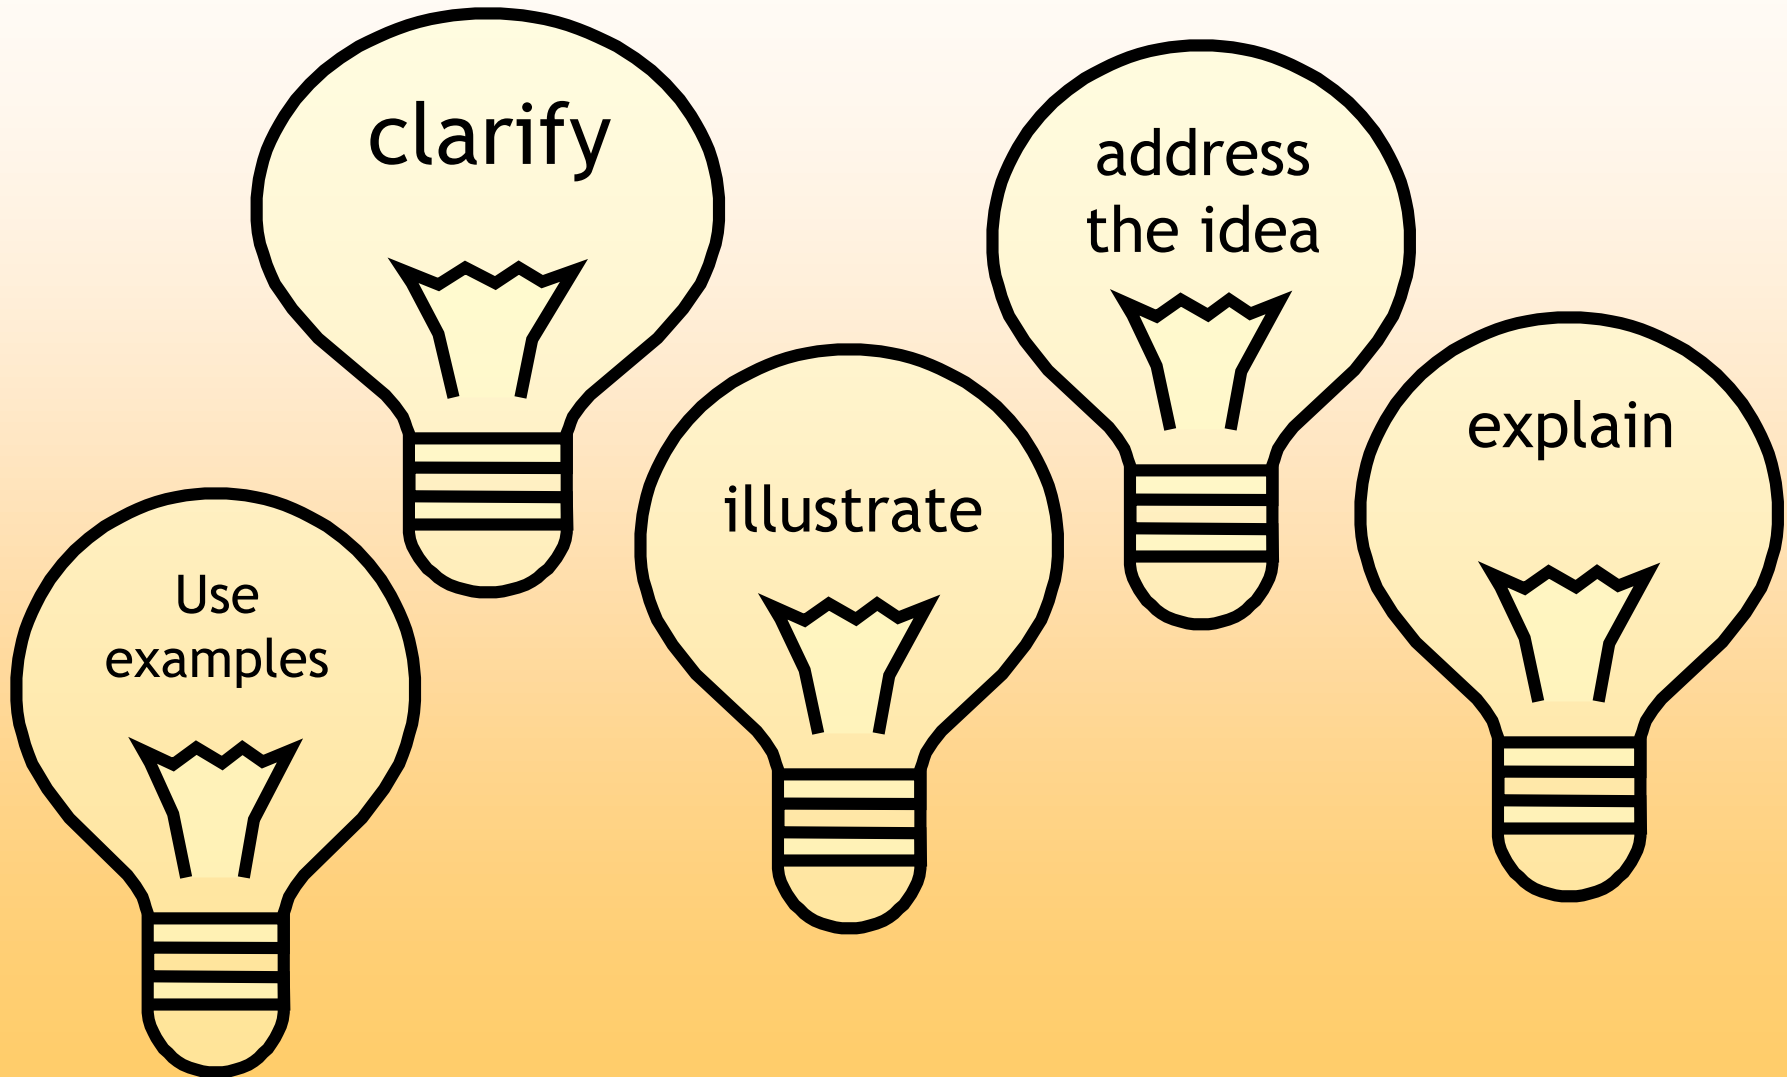 clarify
address
the idea
explain
illustrate
Use
examples